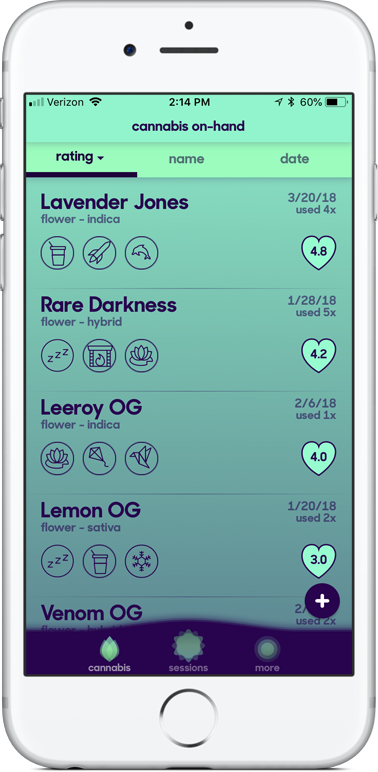 Verizon 2:14 PM 60%
cannabis on-hand
rating name date
Lavender Jones 3/20/18
flower - indica used 4x
4.8
Rare Darkness 1/28/18
flower - hybrid used 5x
zzz 4.2
Leeroy OG 2/6/18
flower - indica used 1x
4.0
Lemon OG 1/20/18
flower - sativa used 2x
zzz 3.0
+
Venom OG 2/
used 2x
flower -
cannabis sessions more